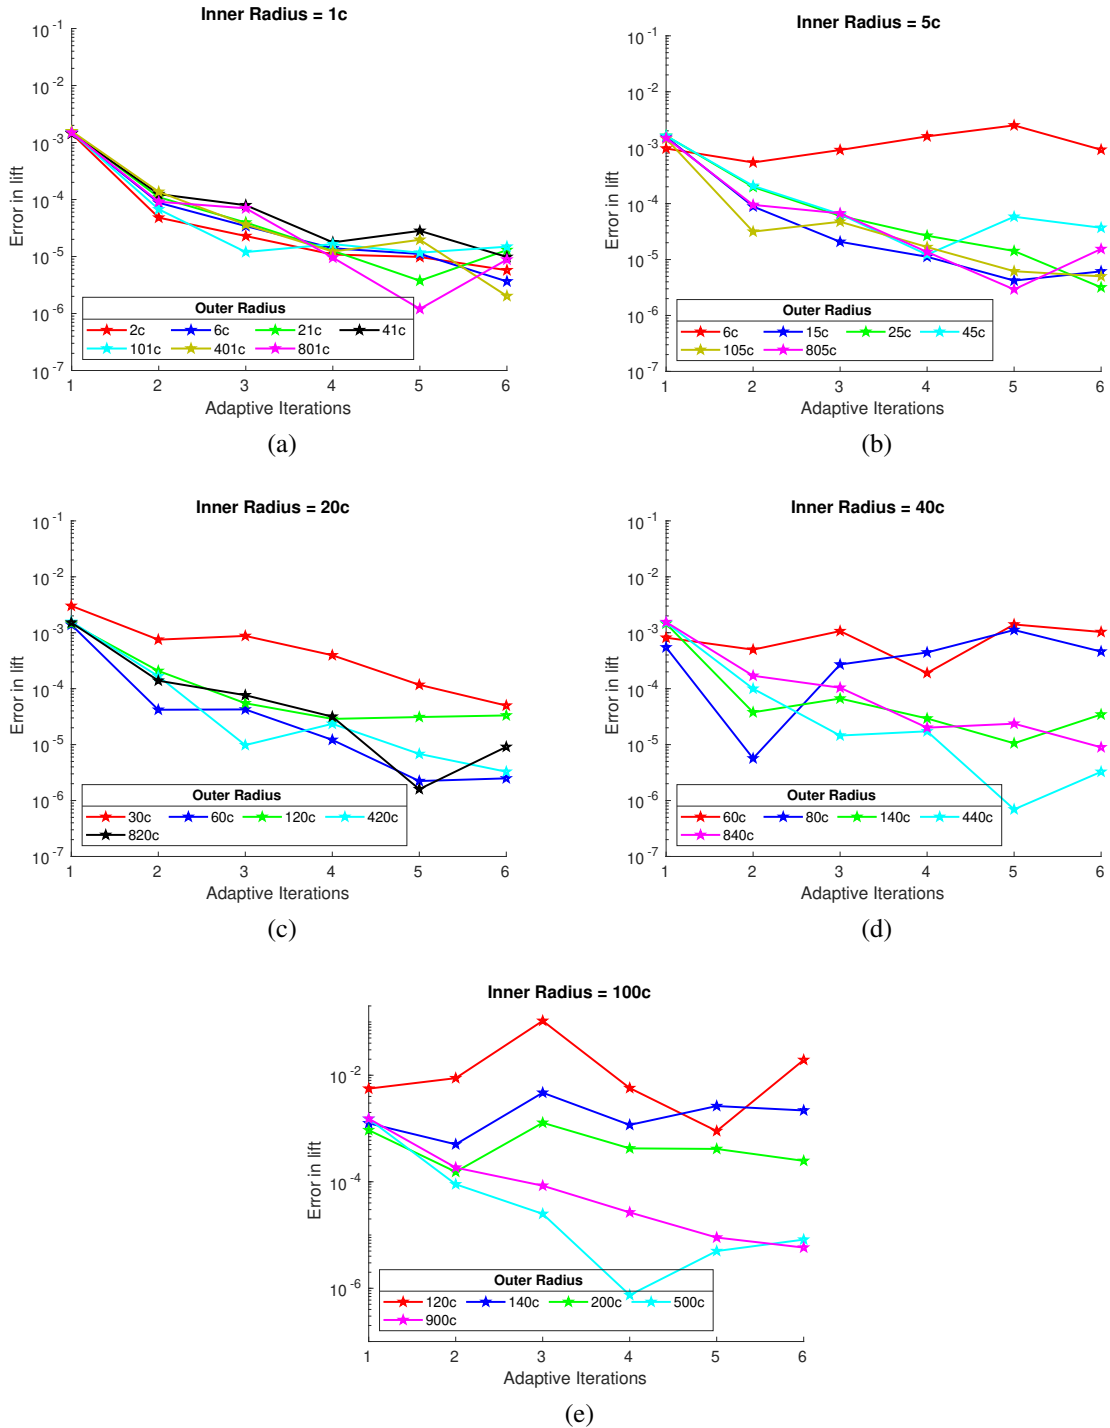 Inner Radius = 1c
10^-1
10^-2
10^-3
10^-4
10^-5
10^-6
10^-7
Error in lift
Outer Radius
2c 6c 21c 41c
101c 401c 801c
1 2 3 4 5 6
Adaptive Iterations
(a)
Inner Radius = 5c
10^-1
10^-2
10^-3
10^-4
10^-5
10^-6
10^-7
Error in lift
Outer Radius
6c 15c 25c 45c
105c 805c
1 2 3 4 5 6
Adaptive Iterations
(b)
Inner Radius = 20c
10^-1
10^-2
10^-3
10^-4
10^-5
10^-6
10^-7
Error in lift
Outer Radius
30c 60c 120c 420c
820c
1 2 3 4 5 6
Adaptive Iterations
(c)
Inner Radius = 40c
10^-1
10^-2
10^-3
10^-4
10^-5
10^-6
10^-7
Error in lift
Outer Radius
60c 80c 140c 440c
840c
1 2 3 4 5 6
Adaptive Iterations
(d)
Inner Radius = 100c
10^-2
10^-4
10^-6
Error in lift
Outer Radius
120c 140c 200c 500c
900c
1 2 3 4 5 6
Adaptive Iterations
(e)